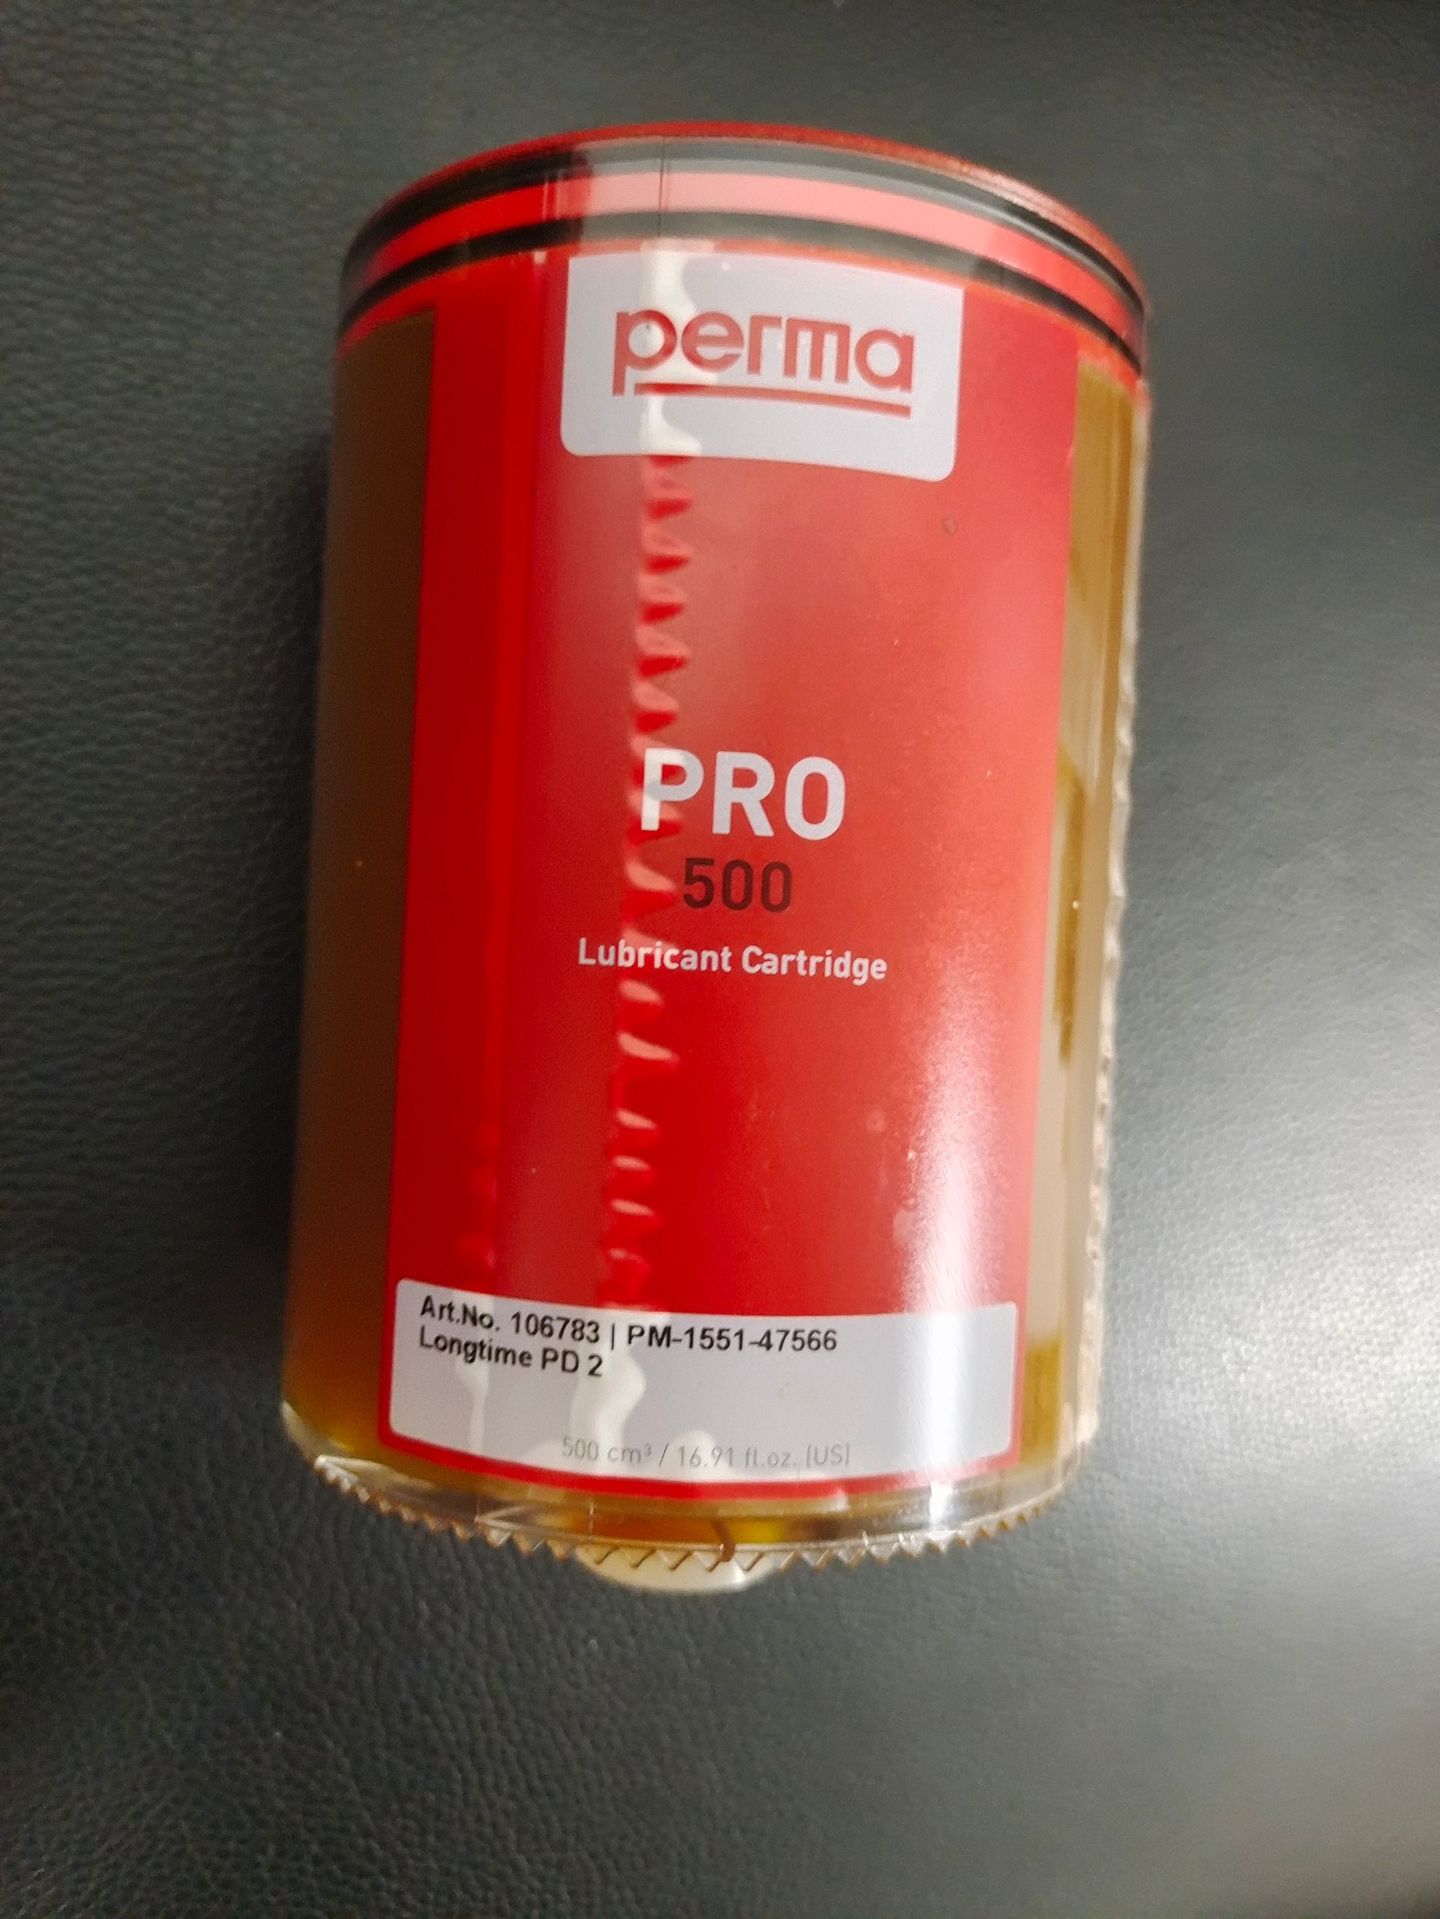 perma
PRO
500
Lubricant Cartridge
Art.No. 106783 | PM-1551-47566
Longtime PD 2
500 cm³ / 16.91 fl.oz. (US)